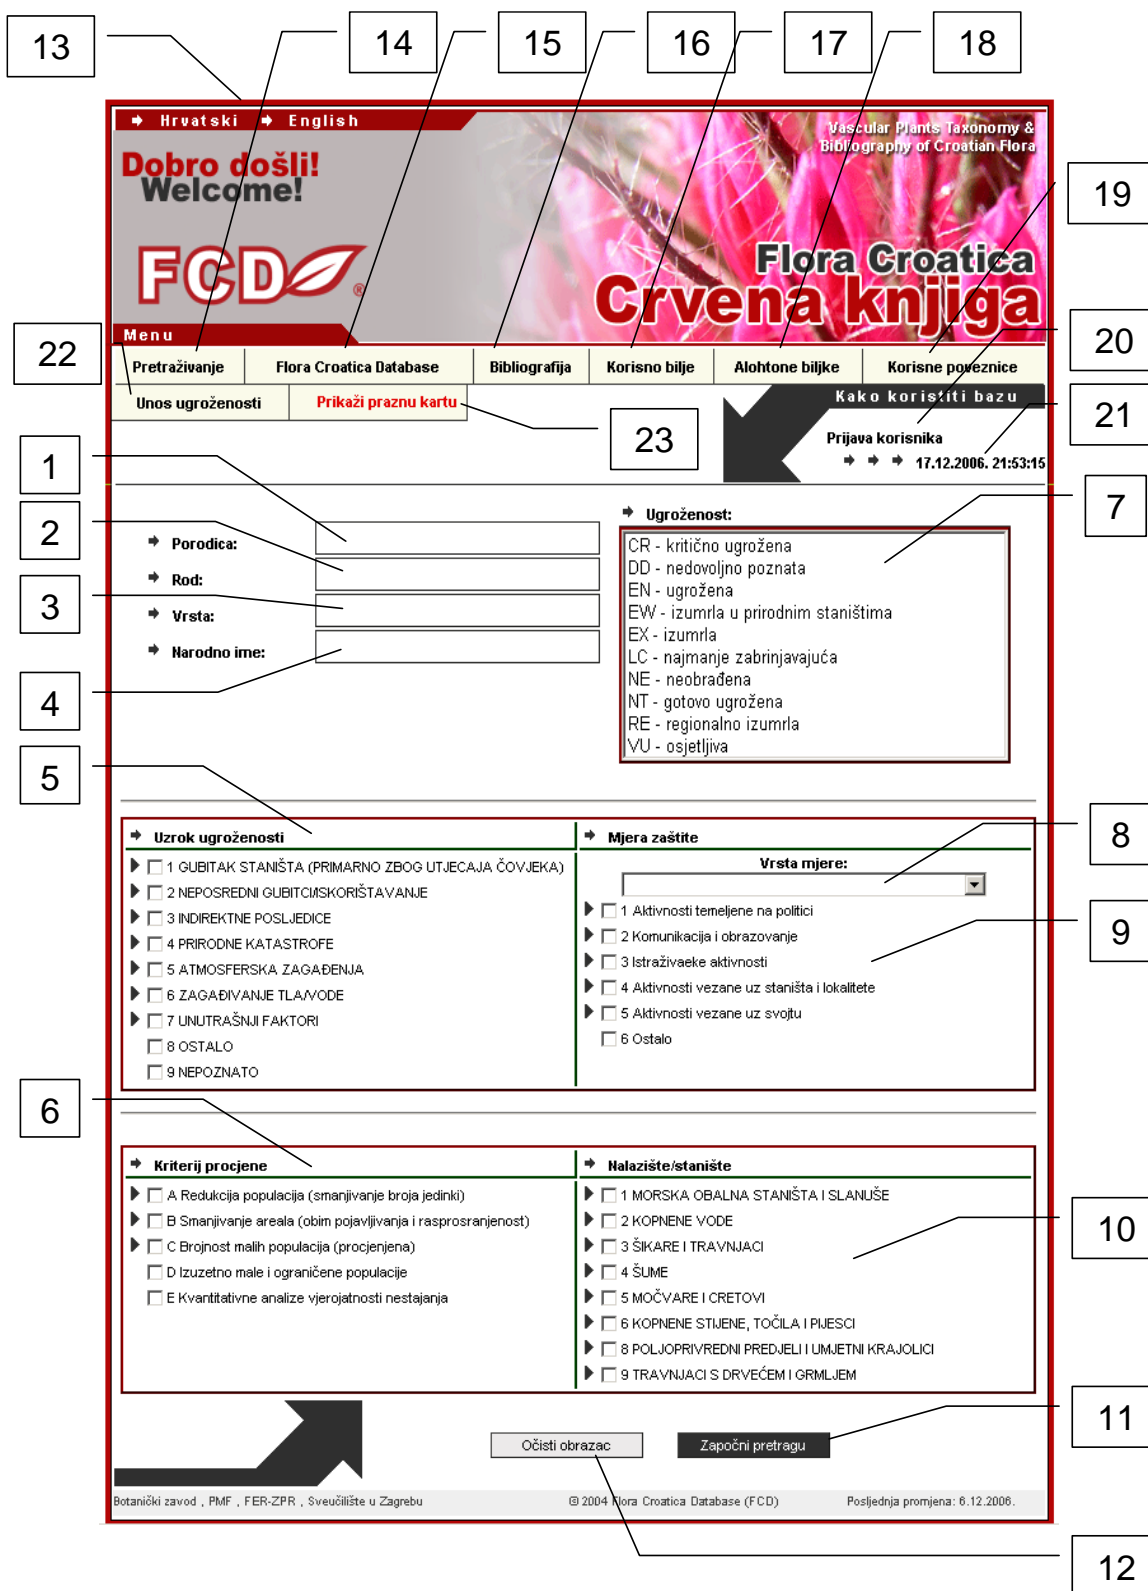 13
14
15
16
17
18
Hrvatski English
Vascular Plants Taxonomy &
Bibliography of Croatian Flora
Dobro došli!
Welcome!
19
FCD
®
Flora Croatica
Crvena knjiga
Menu
22
20
Pretraživanje Flora Croatica Database Bibliografija Korisno bilje Alohtone biljke Korisne poveznice
Unos ugroženosti Prikaži praznu kartu
Kako koristiti bazu
21
23
Prijava korisnika
17.12.2006. 21:53:15
1
7
2
3
4
5
Porodica:
Rod:
Vrsta:
Narodno ime:
Ugroženost:
CR - kritično ugrožena
DD - nedovoljno poznata
EN - ugrožena
EW - izumrla u prirodnim staništima
EX - izumrla
LC - najmanje zabrinjavajuća
NE - neobrađena
NT - gotovo ugrožena
RE - regionalno izumrla
VU - osjetljiva
Uzrok ugroženosti
1 GUBITAK STANIŠTA (PRIMARNO ZBOG UTJECAJA ČOVJEKA)
2 NEPOSREDNI GUBITCI/ISKORIŠTAVANJE
3 INDIREKTNE POSLJEDICE
4 PRIRODNE KATASTROFE
5 ATMOSFERSKA ZAGAĐENJA
6 ZAGAĐIVANJE TLA/VODE
7 UNUTRAŠNJI FAKTORI
8 OSTALO
9 NEPOZNATO
Mjera zaštite
Vrsta mjere:
1 Aktivnosti temeljene na politici
2 Komunikacija i obrazovanje
3 Istraživaeke aktivnosti
4 Aktivnosti vezane uz staništa i lokalitete
5 Aktivnosti vezane uz svojtu
6 Ostalo
8
9
6
Kriterij procjene
A Redukcija populacija (smanjivanje broja jedinki)
B Smanjivanje areala (obim pojavljivanja i rasprosranjenost)
C Brojnost malih populacija (procjenjena)
D Izuzetno male i ograničene populacije
E Kvantitativne analize vjerojatnosti nestajanja
Nalazište/stanište
1 MORSKA OBALNA STANIŠTA I SLANUŠE
2 KOPNENE VODE
3 ŠIKARE I TRAVNJACI
4 ŠUME
5 MOČVARE I CRETOVI
6 KOPNENE STIJENE, TOČILA I PIJESCI
8 POLJOPRIVREDNI PREDJELI I UMJETNI KRAJOLICI
9 TRAVNJACI S DRVEĆEM I GRMLJEM
10
11
Očisti obrazac Započni pretragu
Botanički zavod , PMF , FER-ZPR , Sveučilište u Zagrebu © 2004 Flora Croatica Database (FCD) Posljednja promjena: 6.12.2006.
12